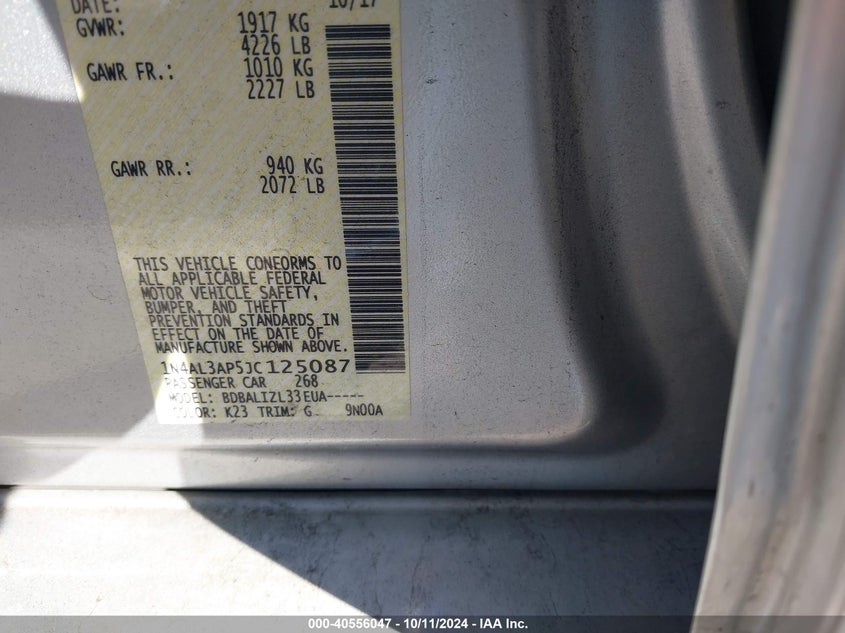 DATE: 10/17
GVWR: 1917 KG
4226 LB
GAWR FR.: 1010 KG
2227 LB
GAWR RR.: 940 KG
2072 LB
THIS VEHICLE CONFORMS TO
ALL APPLICABLE FEDERAL
MOTOR VEHICLE SAFETY,
BUMPER, AND THEFT
PREVENTION STANDARDS IN
EFFECT ON THE DATE OF
MANUFACTURE SHOWN ABOVE.
1N4AL3AP5JC125087
PASSENGER CAR 268
MODEL: BDBALIZL33EUA-----
COLOR: K23 TRIM: G 9N00A
000-40556047 - 10/11/2024 - IAA Inc.